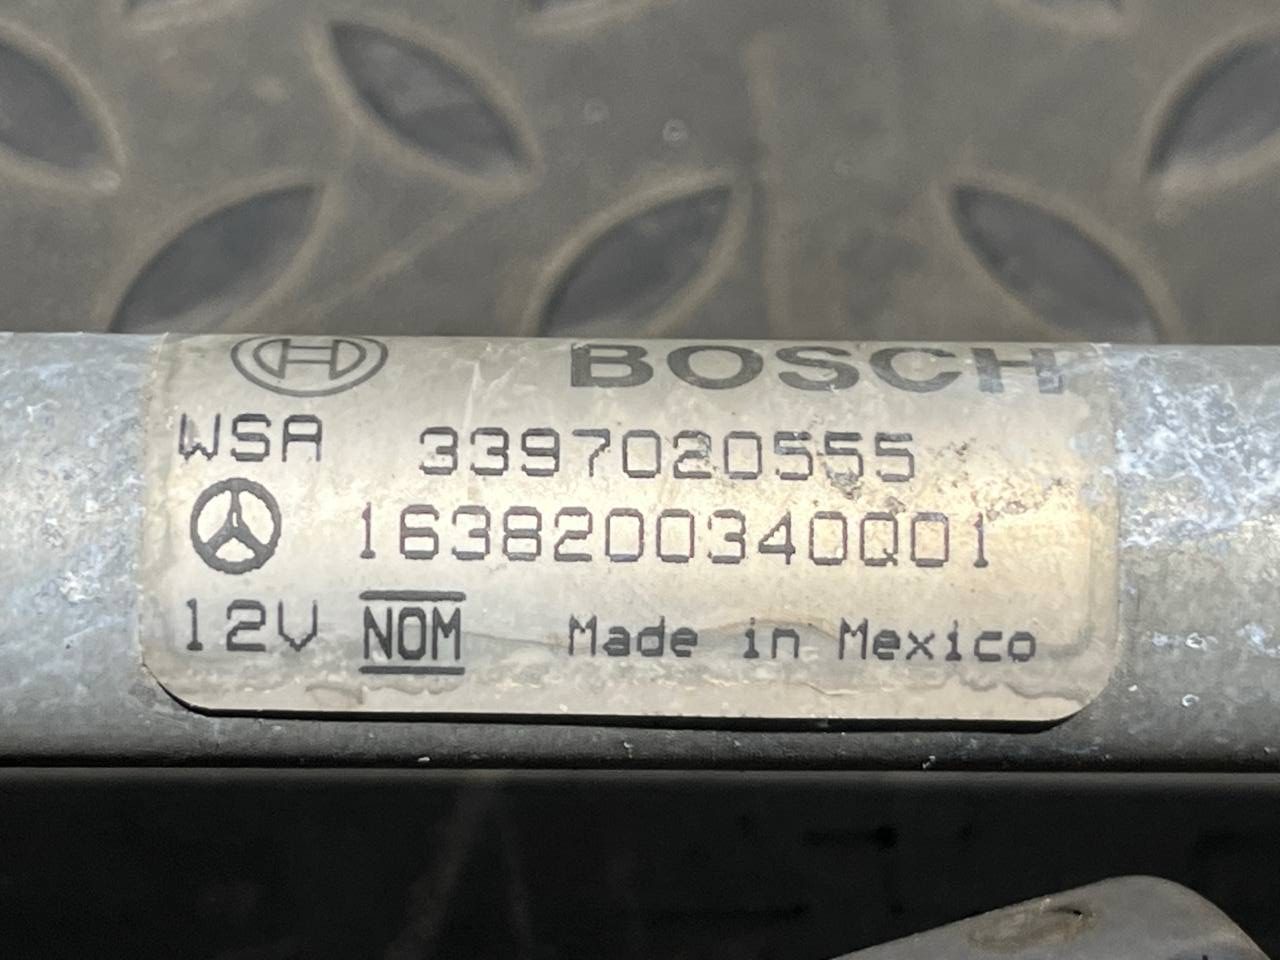 BOSCH
WSA 3397020555
1638200340Q01
12V NOM Made in Mexico